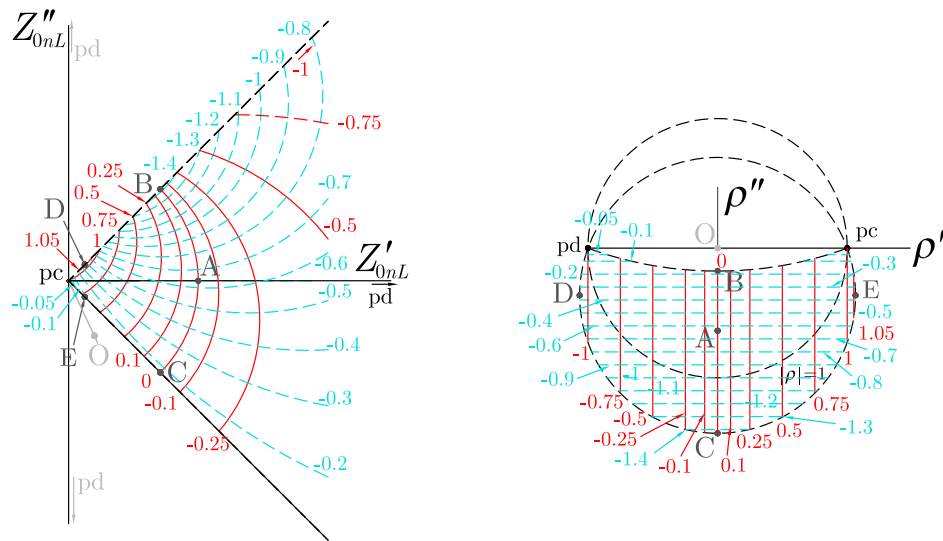 Z''0nL
pd
-0.8
-0.9
-1
-1
-1.1
-1.2
-1.3
-1.4
-0.75
0.25
0.5
B
-0.7
D
0.75
1
1.05
-0.5
-0.6
pc
A
Z'0nL
pd
-0.05
-0.1
-0.5
E
O
0.1
0
-0.1
C
-0.4
-0.3
-0.25
-0.2
pd
ρ''
-0.05
-0.1
O
pc
ρ'
pd
0
B
-0.2
-0.3
D
E
-0.4
-0.5
A
1.05
-0.6
-1
1
-0.7
-0.9
-1
|ρ|=1
-0.8
-1.1
-0.75
-1.2
0.75
-0.5
0.5
-1.3
-0.25
0.25
-1.4
-0.1
C
0.1